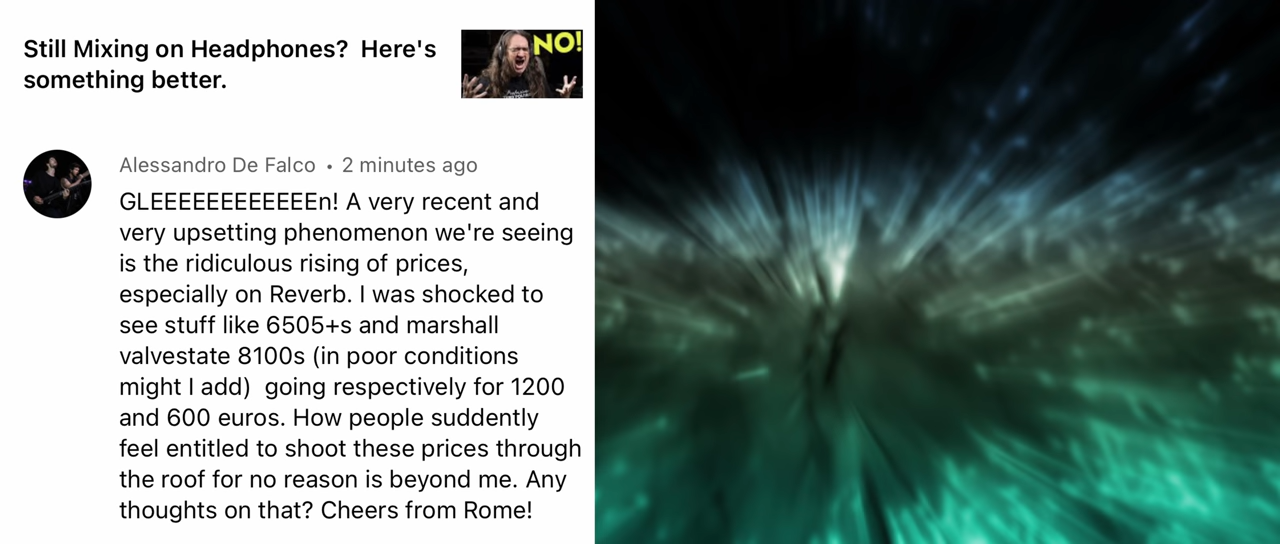 Still Mixing on Headphones?  Here's
something better.
NO!
Alessandro De Falco • 2 minutes ago
GLEEEEEEEEEEEEn! A very recent and
very upsetting phenomenon we're seeing
is the ridiculous rising of prices,
especially on Reverb. I was shocked to
see stuff like 6505+s and marshall
valvestate 8100s (in poor conditions
might I add)  going respectively for 1200
and 600 euros. How people suddently
feel entitled to shoot these prices through
the roof for no reason is beyond me. Any
thoughts on that? Cheers from Rome!